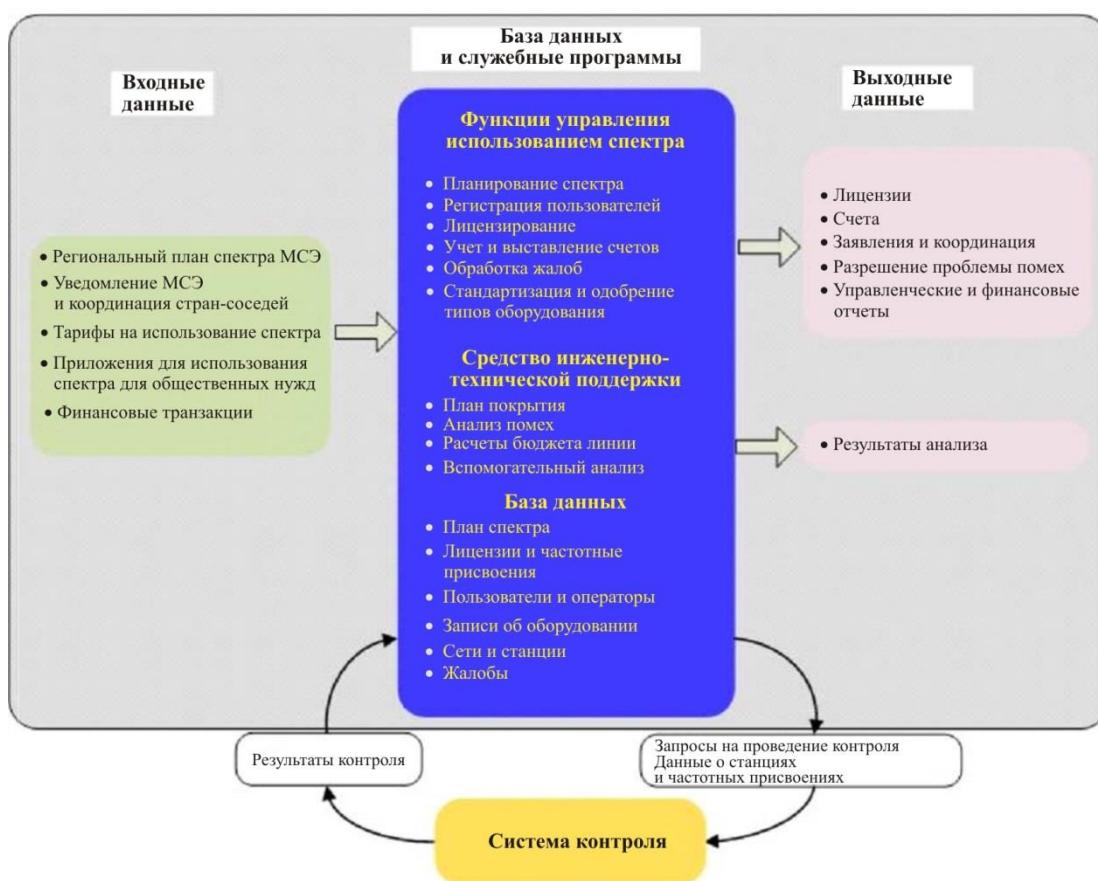 База данных
и служебные программы
Входные
данные
Выходные
данные
Функции управления
использованием спектра
• Планирование спектра
• Регистрация пользователей
• Лицензирование
• Учет и выставление счетов
• Обработка жалоб
• Стандартизация и одобрение
типов оборудования
Средство инженерно-
технической поддержки
• План покрытия
• Анализ помех
• Расчеты бюджета линии
• Вспомогательный анализ
База данных
• План спектра
• Лицензии и частотные
присвоения
• Пользователи и операторы
• Записи об оборудовании
• Сети и станции
• Жалобы
• Региональный план спектра МСЭ
• Уведомление МСЭ
и координация стран-соседей
• Тарифы на использование спектра
• Приложения для использования
спектра для общественных нужд
• Финансовые транзакции
• Лицензии
• Счета
• Заявления и координация
• Разрешение проблемы помех
• Управленческие и финансовые
отчеты
• Результаты анализа
Результаты контроля
Запросы на проведение контроля
Данные о станциях
и частотных присвоениях
Система контроля